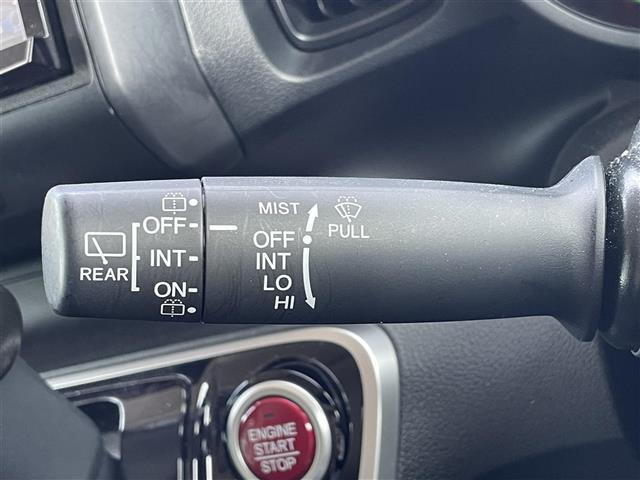 OFF
INT
ON
REAR
MIST
OFF
INT
LO
HI
PULL
ENGINE
START
STOP